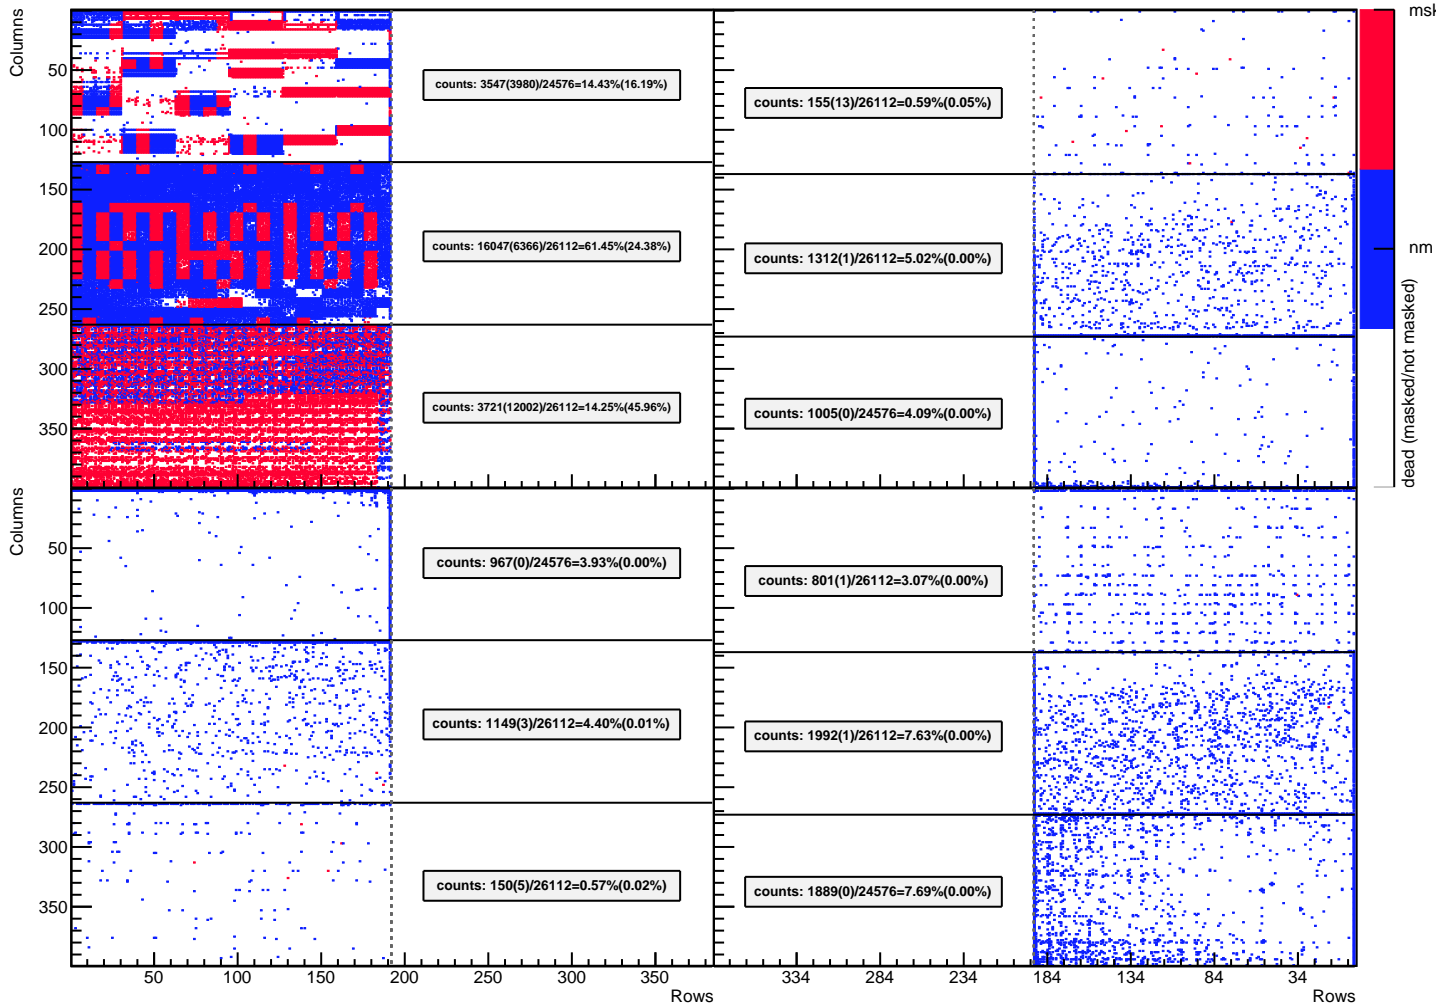 Columns
50
100
150
200
250
300
350
counts: 3547(3980)/24576=14.43%(16.19%)
counts: 16047(6366)/26112=61.45%(24.38%)
counts: 3721(12002)/26112=14.25%(45.96%)
counts: 155(13)/26112=0.59%(0.05%)
counts: 1312(1)/26112=5.02%(0.00%)
counts: 1005(0)/24576=4.09%(0.00%)
msk
nm
dead (masked/not masked)
Columns
50
100
150
200
250
300
350
counts: 967(0)/24576=3.93%(0.00%)
counts: 1149(3)/26112=4.40%(0.01%)
counts: 150(5)/26112=0.57%(0.02%)
counts: 801(1)/26112=3.07%(0.00%)
counts: 1992(1)/26112=7.63%(0.00%)
counts: 1889(0)/24576=7.69%(0.00%)
50 100 150 200 250 300 350
Rows
334 284 234 184 134 84 34
Rows